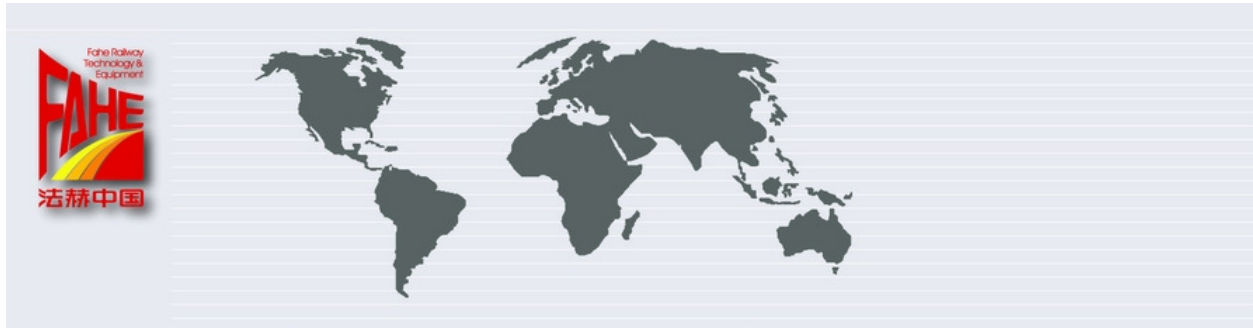 Fahe Railway
Technology &
Equipment
FAHE
法赫中国